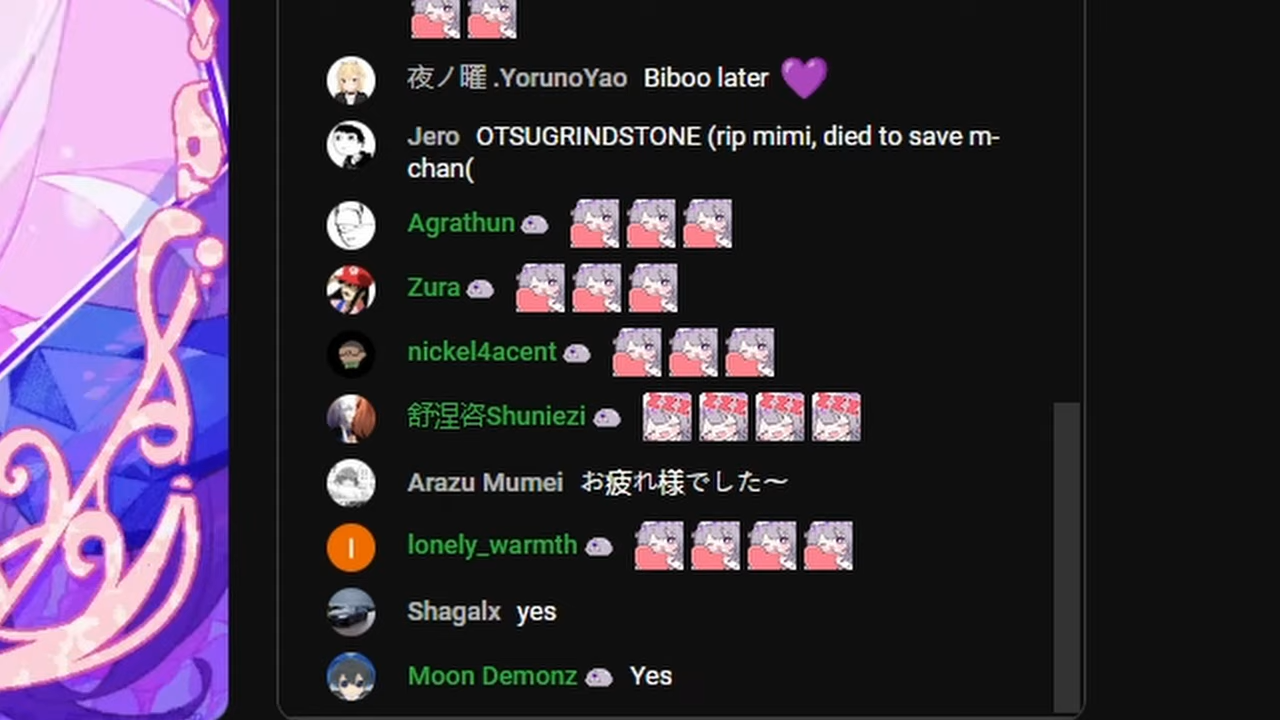 夜ノ曜 .YorunoYao Biboo later
Jero OTSUGRINDSTONE (rip mimi, died to save m-
chan(
Agrathun
Zura
nickel4acent
舒涅咨Shuniezi
Arazu Mumei お疲れ様でした～
lonely_warmth
Shagalx yes
Moon Demonz Yes